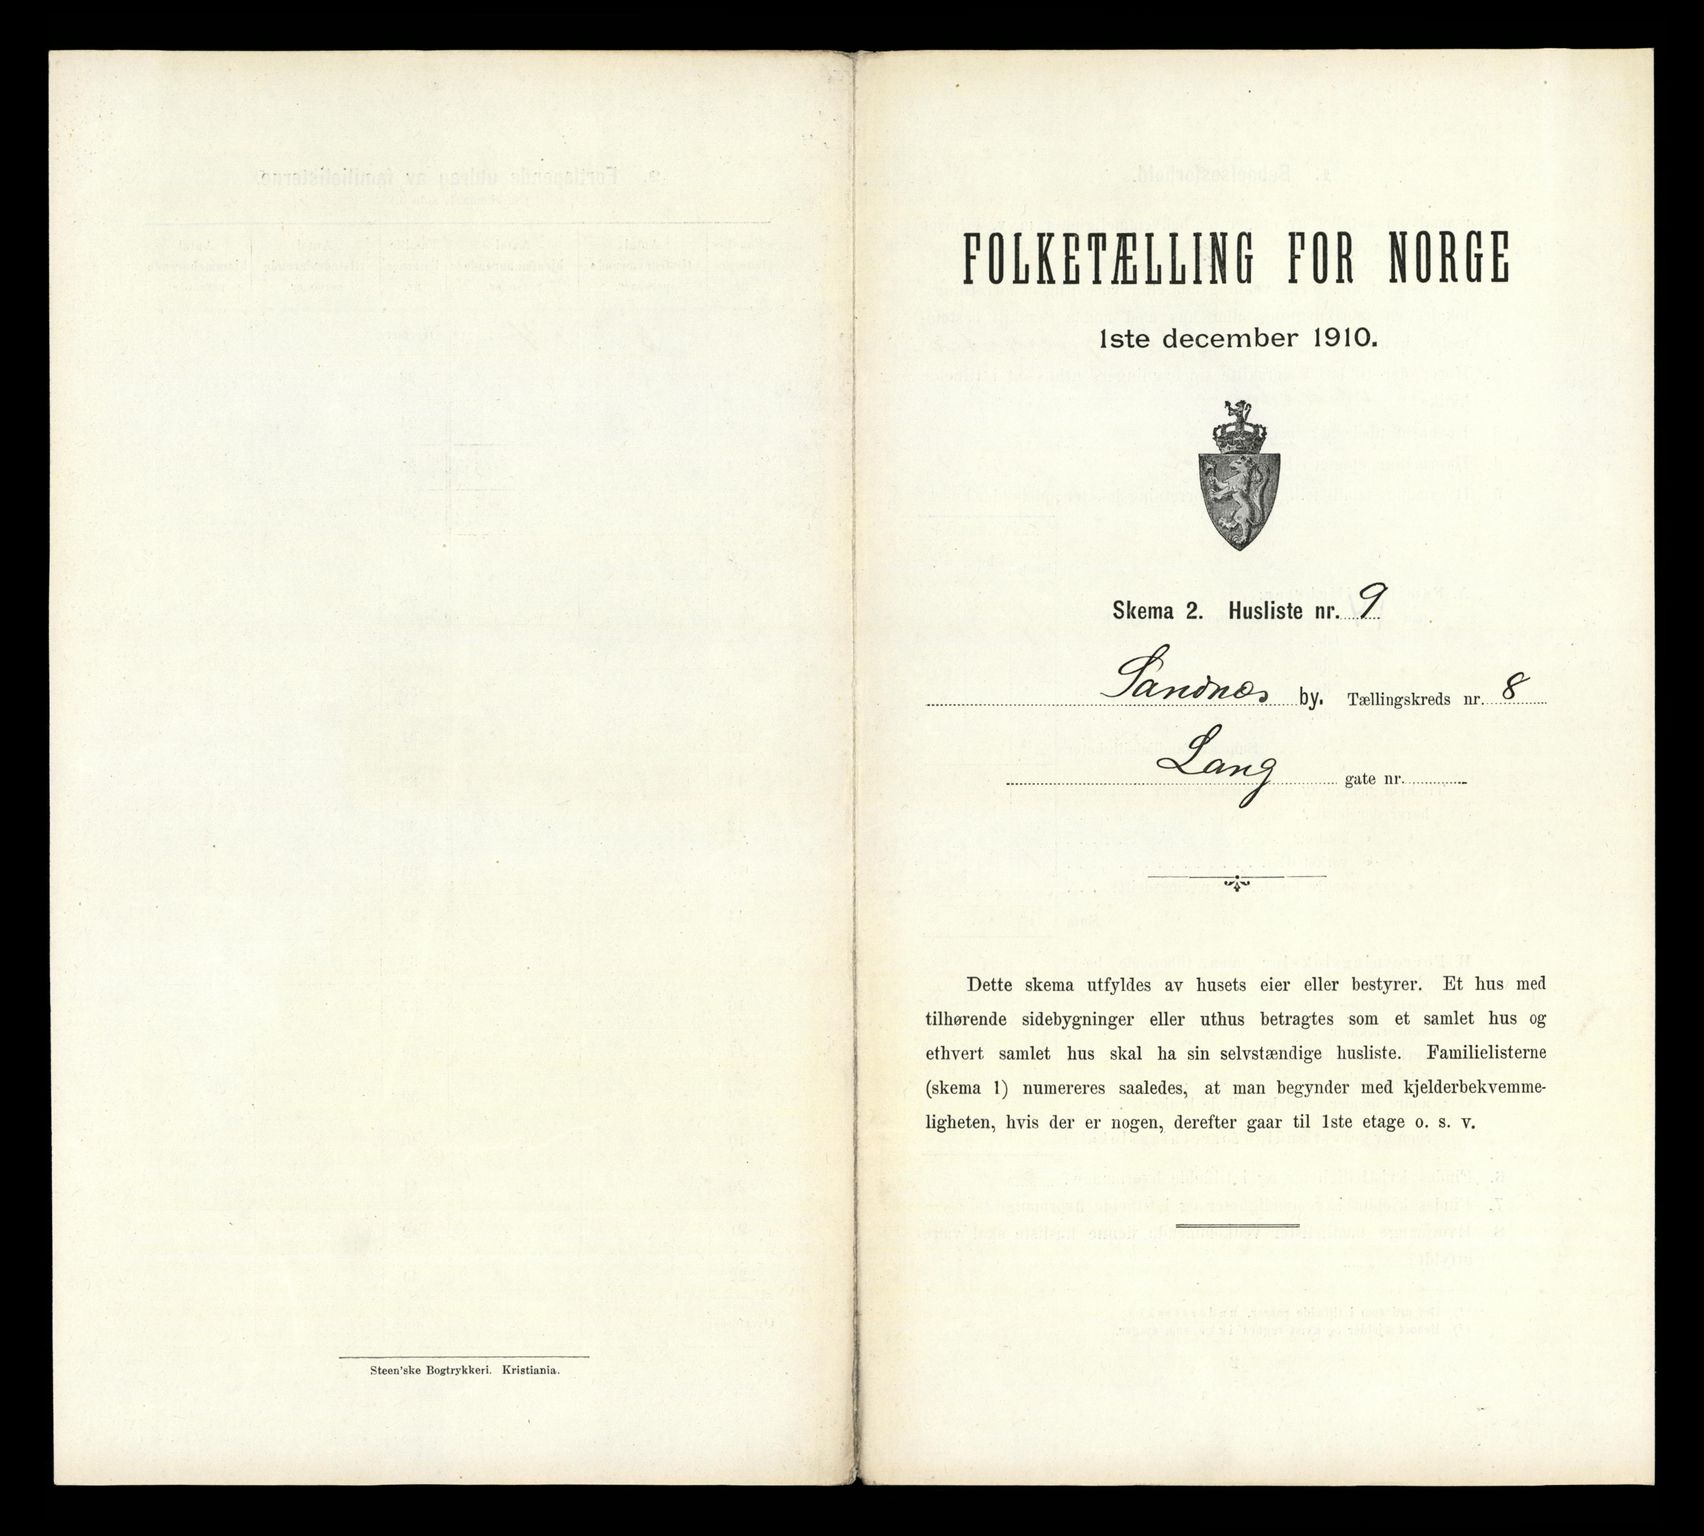 FOLKETÆLLING FOR NORGE
1ste december 1910.
Skema 2. Husliste nr. 9
Sandnes by. Tællingskreds nr. 8
Lang gate nr.
Dette skema utfyldes av husets eier eller bestyrer. Et hus med
tilhørende sidebygninger eller uthus betragtes som et samlet hus og
ethvert samlet hus skal ha sin selvstændige husliste. Familielisterne
(skema 1) numereres saaledes, at man begynder med kjelderbekvemme-
ligheten, hvis der er nogen, derefter gaar til 1ste etage o. s. v.
Steen'ske Bogtrykkeri. Kristiania.